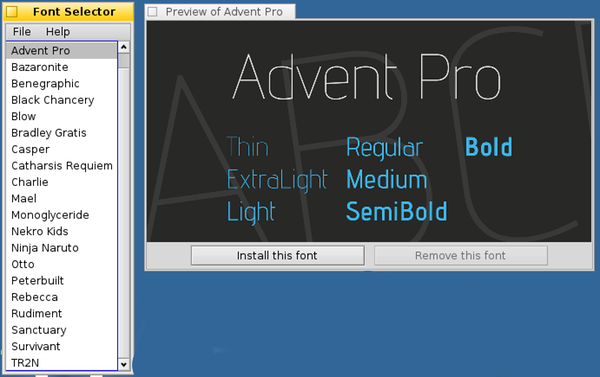 Font Selector
File Help
Advent Pro
Bazaronite
Benegraphic
Black Chancery
Blow
Bradley Gratis
Casper
Catharsis Requiem
Charlie
Mael
Monoglyceride
Nekro Kids
Ninja Naruto
Otto
Peterbuilt
Rebecca
Rudiment
Sanctuary
Survivant
TR2N
Preview of Advent Pro
ABC
Advent Pro
Thin Regular Bold
ExtraLight Medium
Light SemiBold
Install this font Remove this font